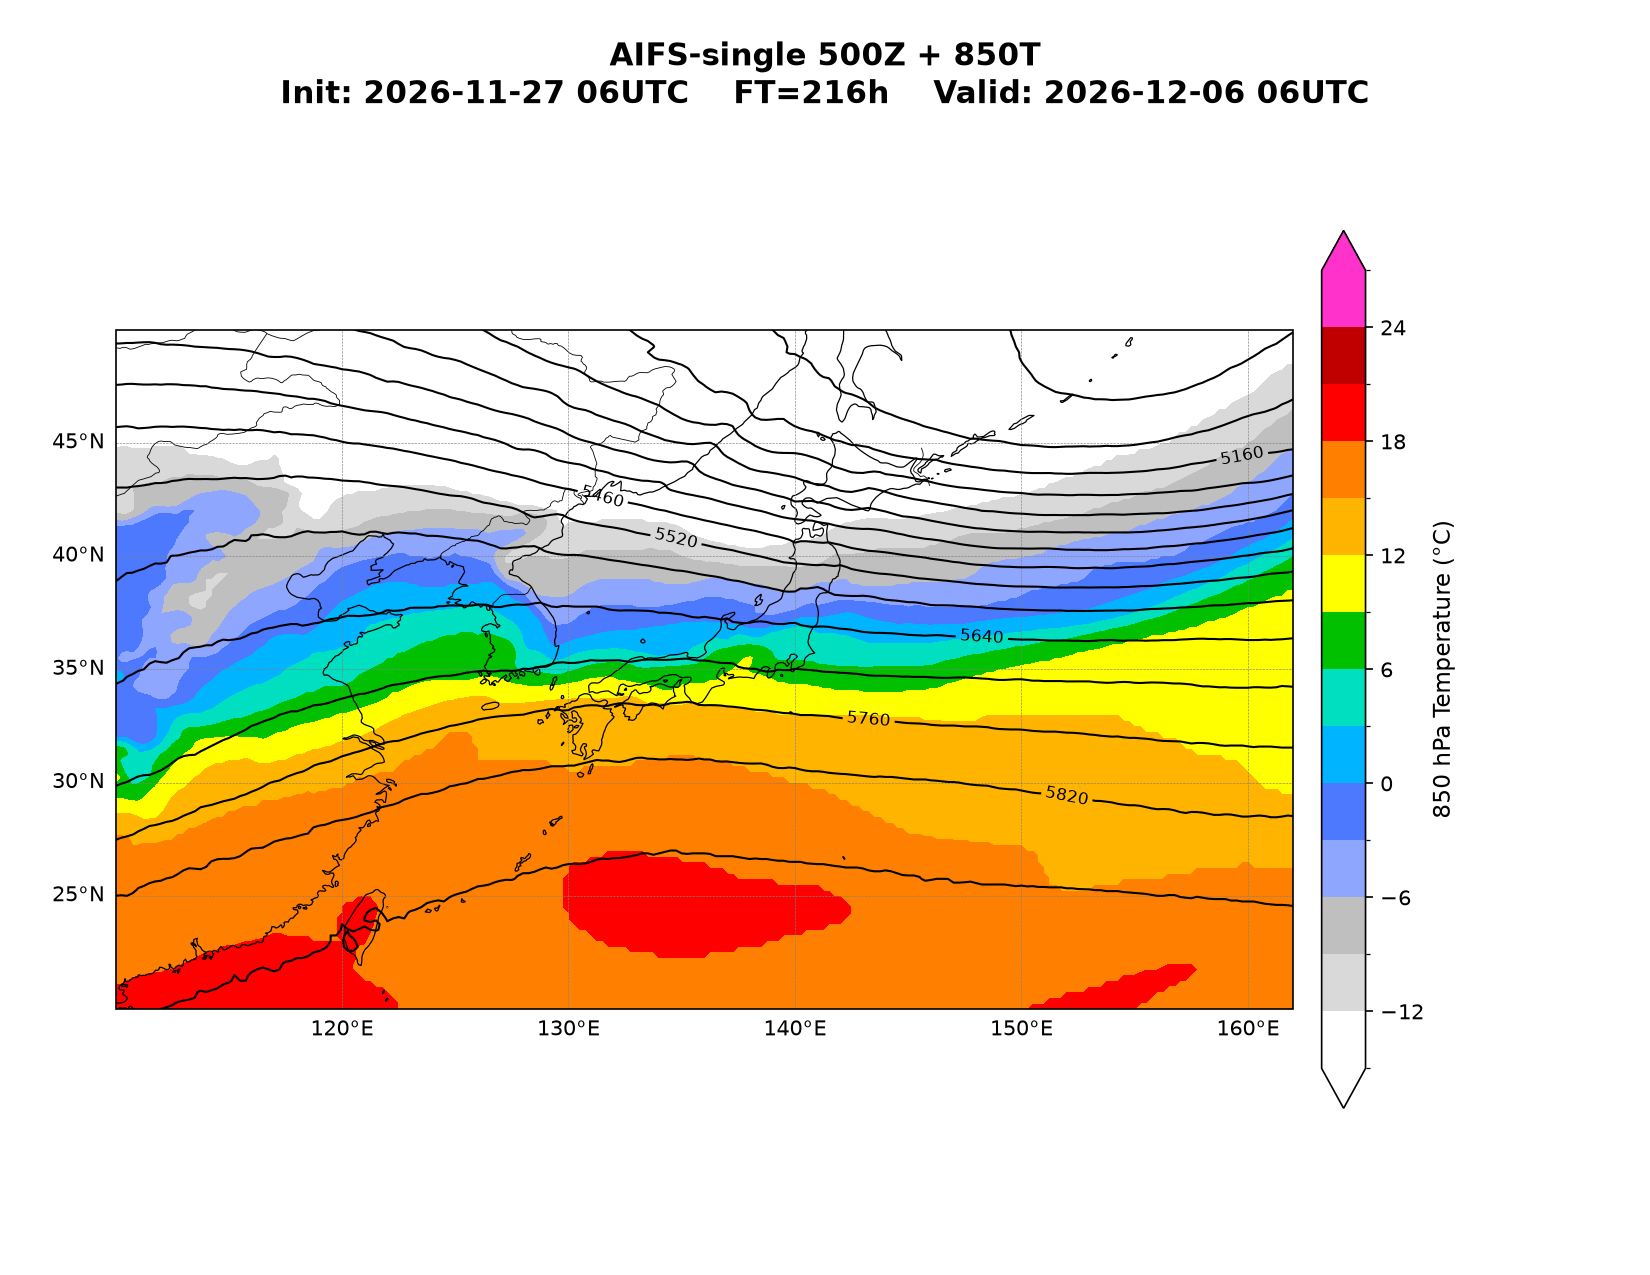 AIFS-single 500Z + 850T
Init: 2026-11-27 06UTC    FT=216h    Valid: 2026-12-06 06UTC
24
18
12
6
0
−6
−12
850 hPa Temperature (°C)
45°N
40°N
35°N
30°N
25°N
5160
5460
5520
5640
5760
5820
120°E
130°E
140°E
150°E
160°E